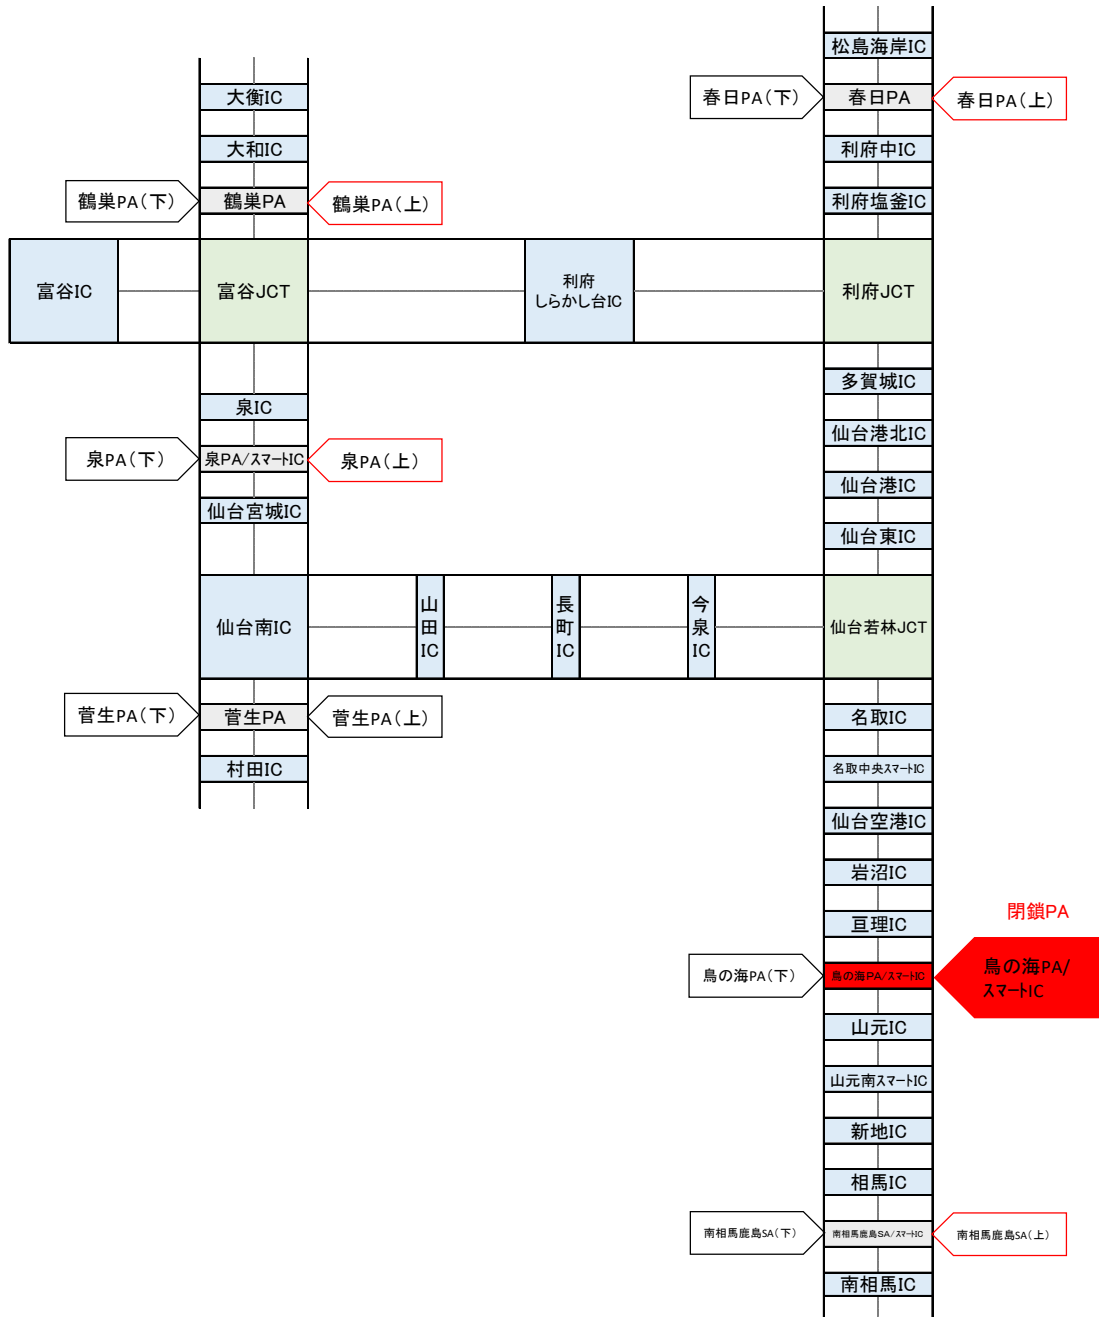 松島海岸IC
春日PA(下)
春日PA
春日PA(上)
利府中IC
利府塩釜IC
大衡IC
大和IC
鶴巣PA(下)
鶴巣PA
鶴巣PA(上)
富谷IC
富谷JCT
利府
しらかし台IC
利府JCT
泉IC
泉PA(下)
泉PA/スマートIC
泉PA(上)
仙台宮城IC
多賀城IC
仙台港北IC
仙台港IC
仙台東IC
仙台南IC
山田IC
長町IC
今泉IC
仙台若林JCT
菅生PA(下)
菅生PA
菅生PA(上)
村田IC
名取IC
名取中央スマートIC
仙台空港IC
岩沼IC
亘理IC
閉鎖PA
鳥の海PA(下)
鳥の海PA/スマートIC
鳥の海PA/
スマートIC
山元IC
山元南スマートIC
新地IC
相馬IC
南相馬鹿島SA(下)
南相馬鹿島SA/スマートIC
南相馬鹿島SA(上)
南相馬IC